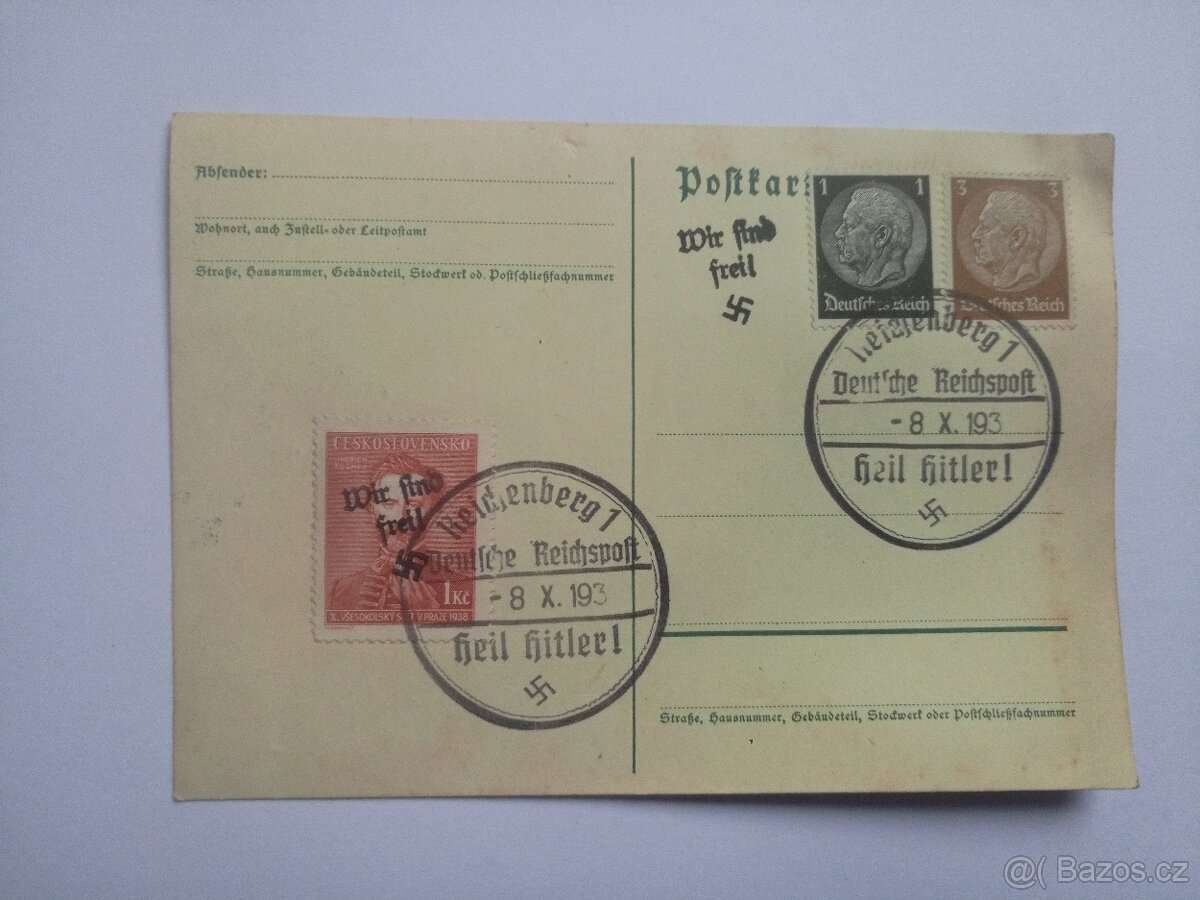 Absender:
Wohnort, auch Zustell- oder Leitpostamt
Straße, Hausnummer, Gebäudeteil, Stockwerk od. Postschließfachnummer
ČESKOSLOVENSKO
JINDŘICH
FÜGNER
Wir sind
frei!
1 Kč
X. VŠESOKOLSKÝ SLET V PRAZE 1938
Reichenberg 1
Deutsche Reichspost
-8 X. 193
Heil Hitler!
Postkar
Wir sind
frei!
1 1
Deutsches Reich
3 3
Deutsches Reich
Reichenberg 1
Deutsche Reichspost
-8 X. 193
Heil Hitler!
Straße, Hausnummer, Gebäudeteil, Stockwerk oder Postschließfachnummer
@( Bazos.cz